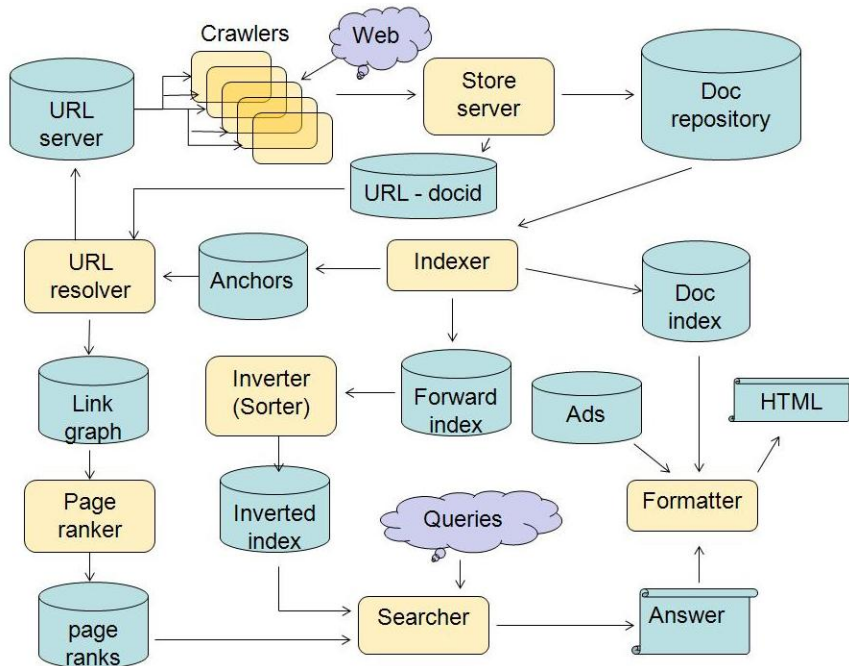 Crawlers
Web
URL
server
Store
server
Doc
repository
URL - docid
URL
resolver
Anchors
Indexer
Doc
index
Link
graph
Inverter
(Sorter)
Forward
index
Ads
HTML
Page
ranker
Inverted
index
Queries
Formatter
page
ranks
Searcher
Answer